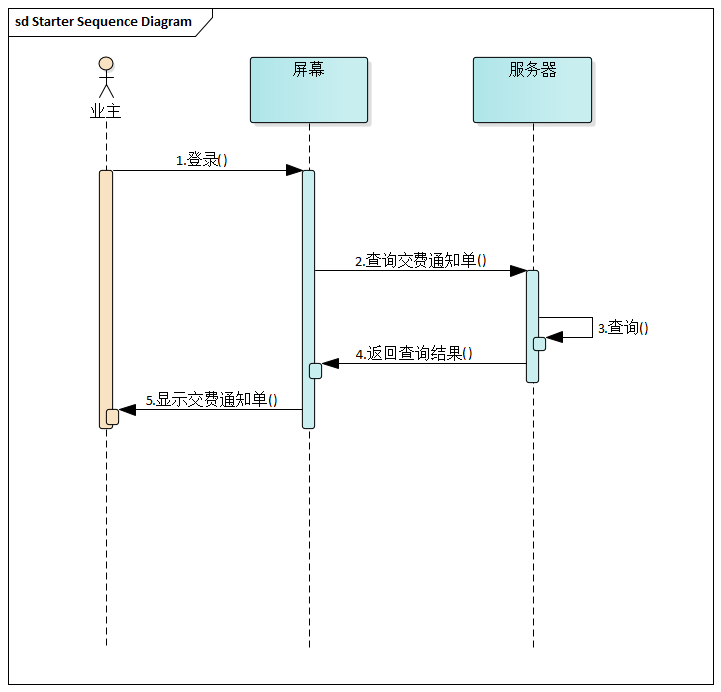 sd Starter Sequence Diagram
业主
屏幕
服务器
1.登录()
2.查询交费通知单()
3.查询()
4.返回查询结果()
5.显示交费通知单()